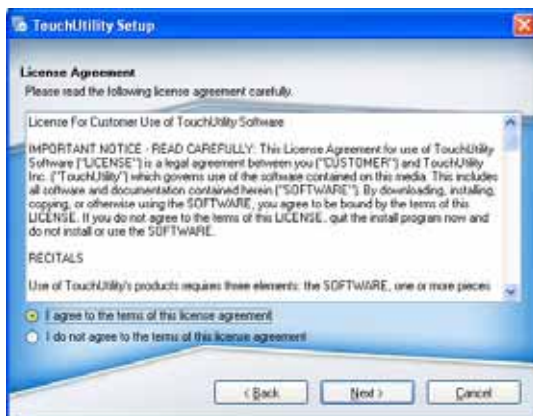 TouchUtility Setup
License Agreement
Please read the following license agreement carefully.
License For Customer Use of TouchUtility Software
IMPORTANT NOTICE - READ CAREFULLY: This License Agreement for use of TouchUtility
Software ("LICENSE") is a legal agreement between you ("CUSTOMER") and TouchUtility
Inc. ("TouchUtility") which governs use of the software contained on this media. This includes
all software and documentation contained herein ("SOFTWARE"). By downloading, installing,
copying, or otherwise using the SOFTWARE, you agree to be bound by the terms of this
LICENSE. If you do not agree to the terms of this LICENSE, quit the install program now and
do not install or use the SOFTWARE.
RECITALS
Use of TouchUtility's products requires three elements: the SOFTWARE, one or more pieces
I agree to the terms of this license agreement
I do not agree to the terms of this license agreement
< Back
Next >
Cancel